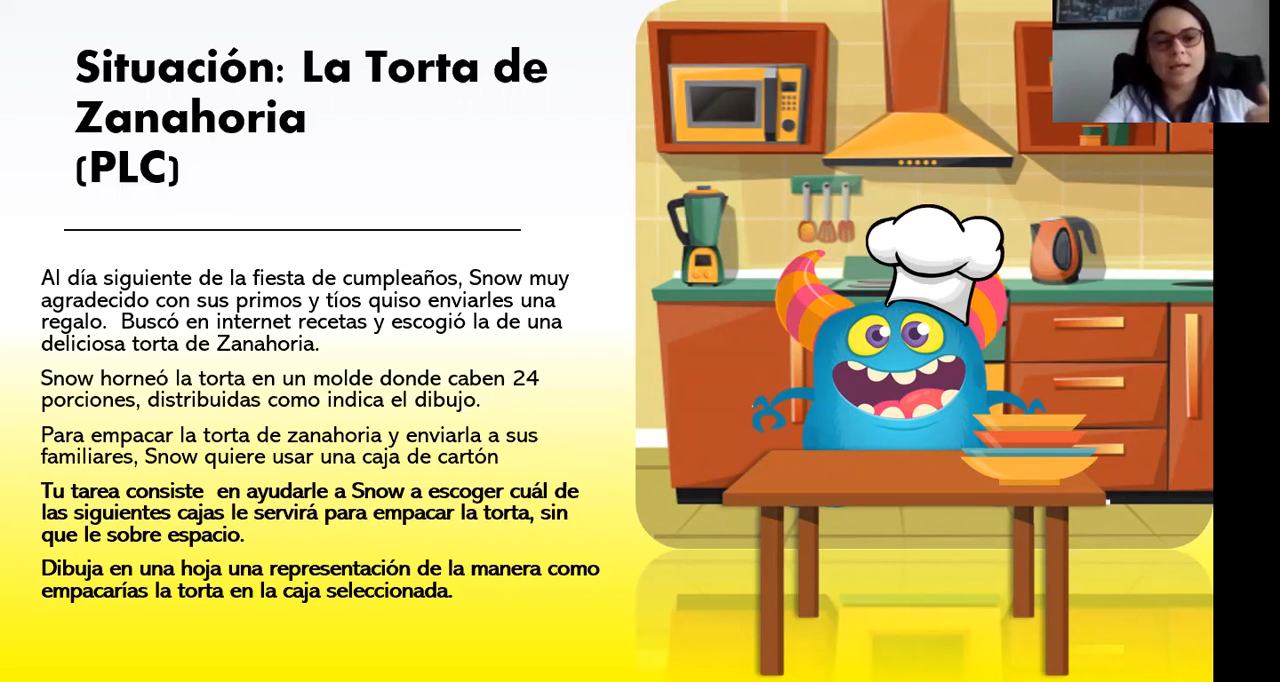 Situación: La Torta de
Zanahoria
(PLC)
Al día siguiente de la fiesta de cumpleaños, Snow muy
agradecido con sus primos y tíos quiso enviarles una
regalo. Buscó en internet recetas y escogió la de una
deliciosa torta de Zanahoria.
Snow horneó la torta en un molde donde caben 24
porciones, distribuidas como indica el dibujo.
Para empacar la torta de zanahoria y enviarla a sus
familiares, Snow quiere usar una caja de cartón
Tu tarea consiste en ayudarle a Snow a escoger cuál de
las siguientes cajas le servirá para empacar la torta, sin
que le sobre espacio.
Dibuja en una hoja una representación de la manera como
empacarías la torta en la caja seleccionada.